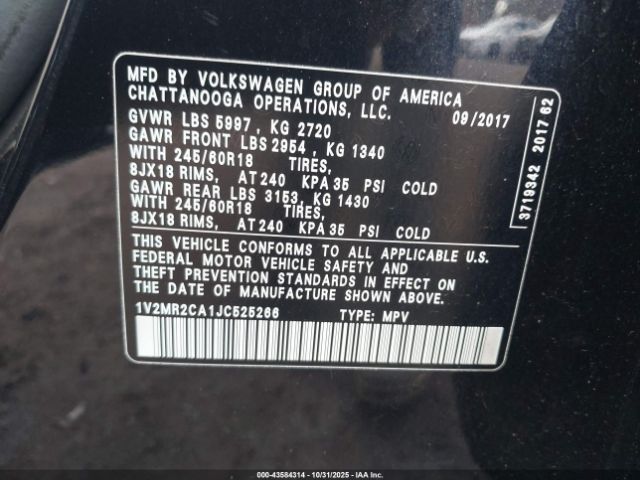 MFD BY VOLKSWAGEN GROUP OF AMERICA
CHATTANOOGA OPERATIONS, LLC.
09/2017
GVWR LBS 5997, KG 2720
GAWR FRONT LBS 2954, KG 1340
WITH 245/60R18 TIRES,
8JX18 RIMS, AT 240 KPA 35 PSI COLD
GAWR REAR LBS 3153, KG 1430
WITH 245/60R18 TIRES,
8JX18 RIMS, AT 240 KPA 35 PSI COLD
THIS VEHICLE CONFORMS TO ALL APPLICABLE U.S.
FEDERAL MOTOR VEHICLE SAFETY AND
THEFT PREVENTION STANDARDS IN EFFECT ON
THE DATE OF MANUFACTURE SHOWN ABOVE.
1V2MR2CA1JC525266 TYPE: MPV
3719342 2017 62
000-43584314 - 10/31/2025 - IAA Inc.